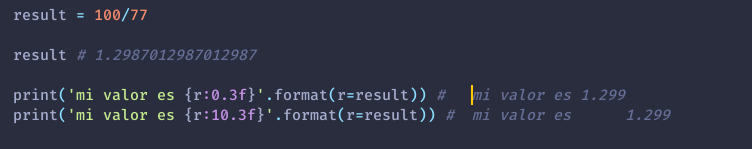 result = 100/77
result # 1.2987012987012987
print('mi valor es {r:0.3f}'.format(r=result)) #   mi valor es 1.299
print('mi valor es {r:10.3f}'.format(r=result)) #  mi valor es      1.299